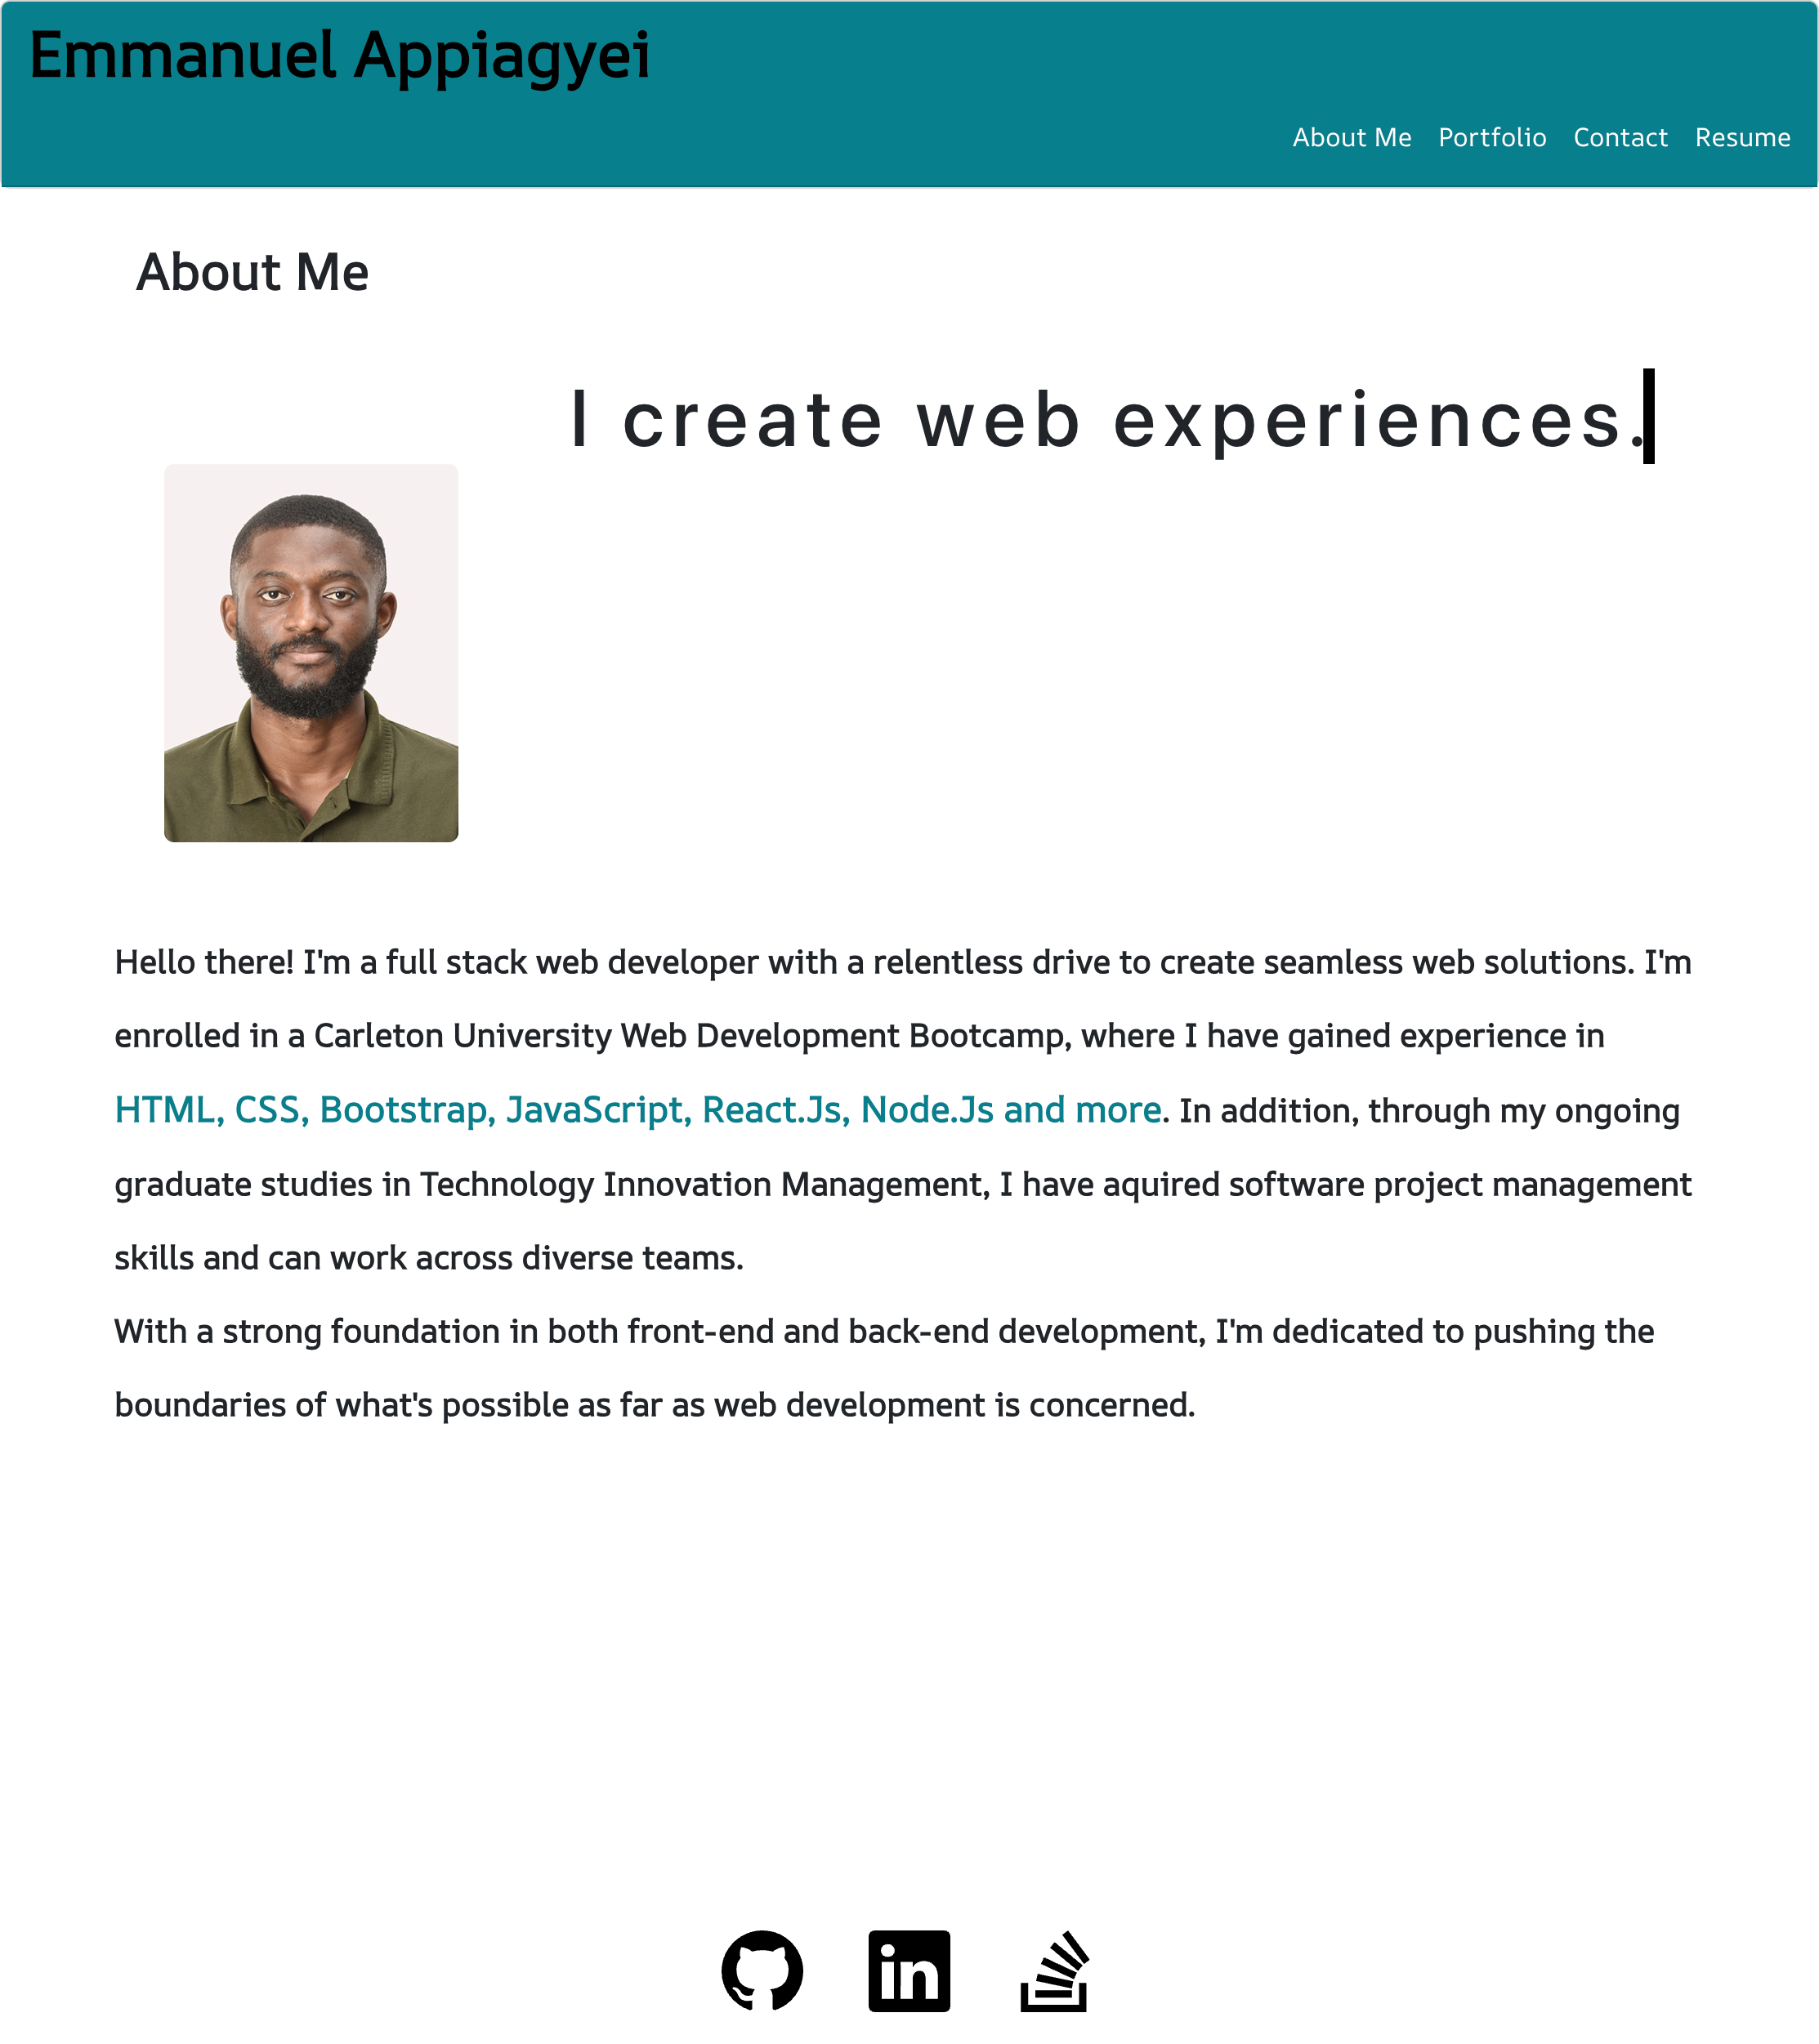 Emmanuel Appiagyei
About Me Portfolio Contact Resume
About Me
I create web experiences.
Hello there! I'm a full stack web developer with a relentless drive to create seamless web solutions. I'm
enrolled in a Carleton University Web Development Bootcamp, where I have gained experience in
HTML, CSS, Bootstrap, JavaScript, React.Js, Node.Js and more. In addition, through my ongoing
graduate studies in Technology Innovation Management, I have aquired software project management
skills and can work across diverse teams.
With a strong foundation in both front-end and back-end development, I'm dedicated to pushing the
boundaries of what's possible as far as web development is concerned.
in